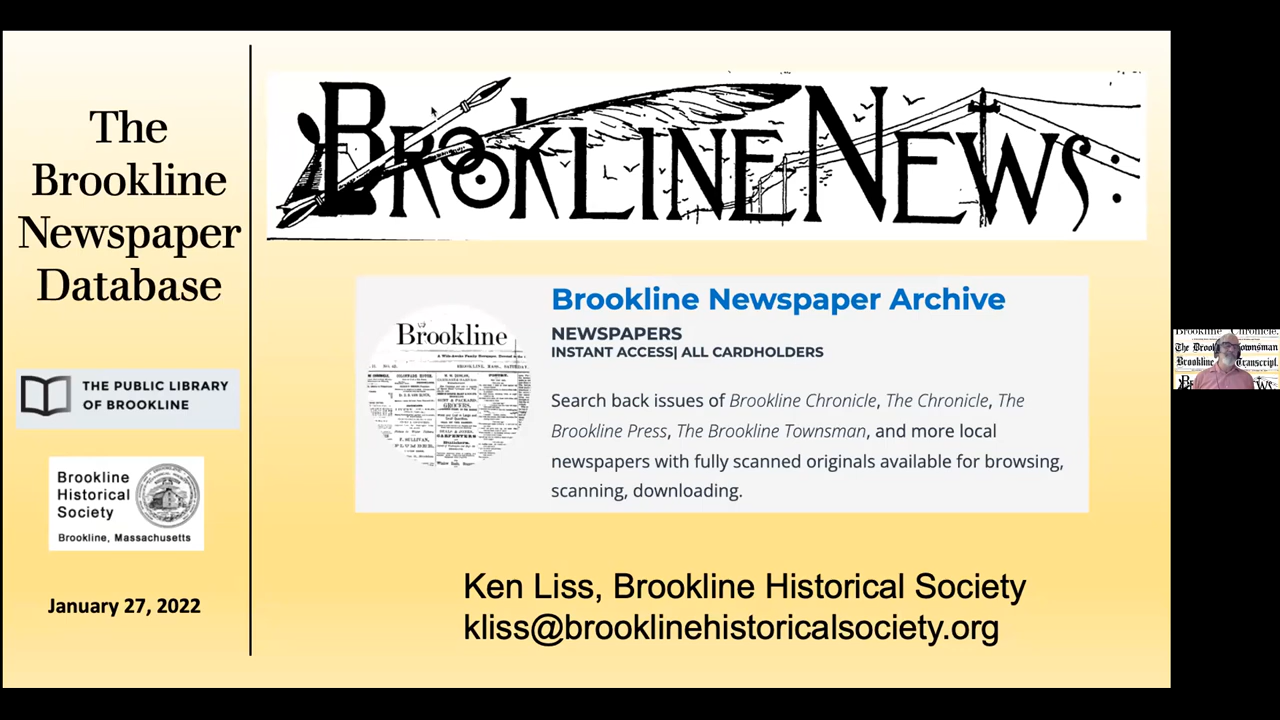 The
Brookline
Newspaper
Database
THE PUBLIC LIBRARY
OF BROOKLINE
Brookline
Historical
Society
Brookline, Massachusetts
January 27, 2022
BROOKLINE NEWS
Brookline
Brookline Newspaper Archive
NEWSPAPERS
INSTANT ACCESS| ALL CARDHOLDERS
Search back issues of Brookline Chronicle, The Chronicle, The
Brookline Press, The Brookline Townsman, and more local
newspapers with fully scanned originals available for browsing,
scanning, downloading.
Ken Liss, Brookline Historical Society
kliss@brooklinehistoricalsociety.org